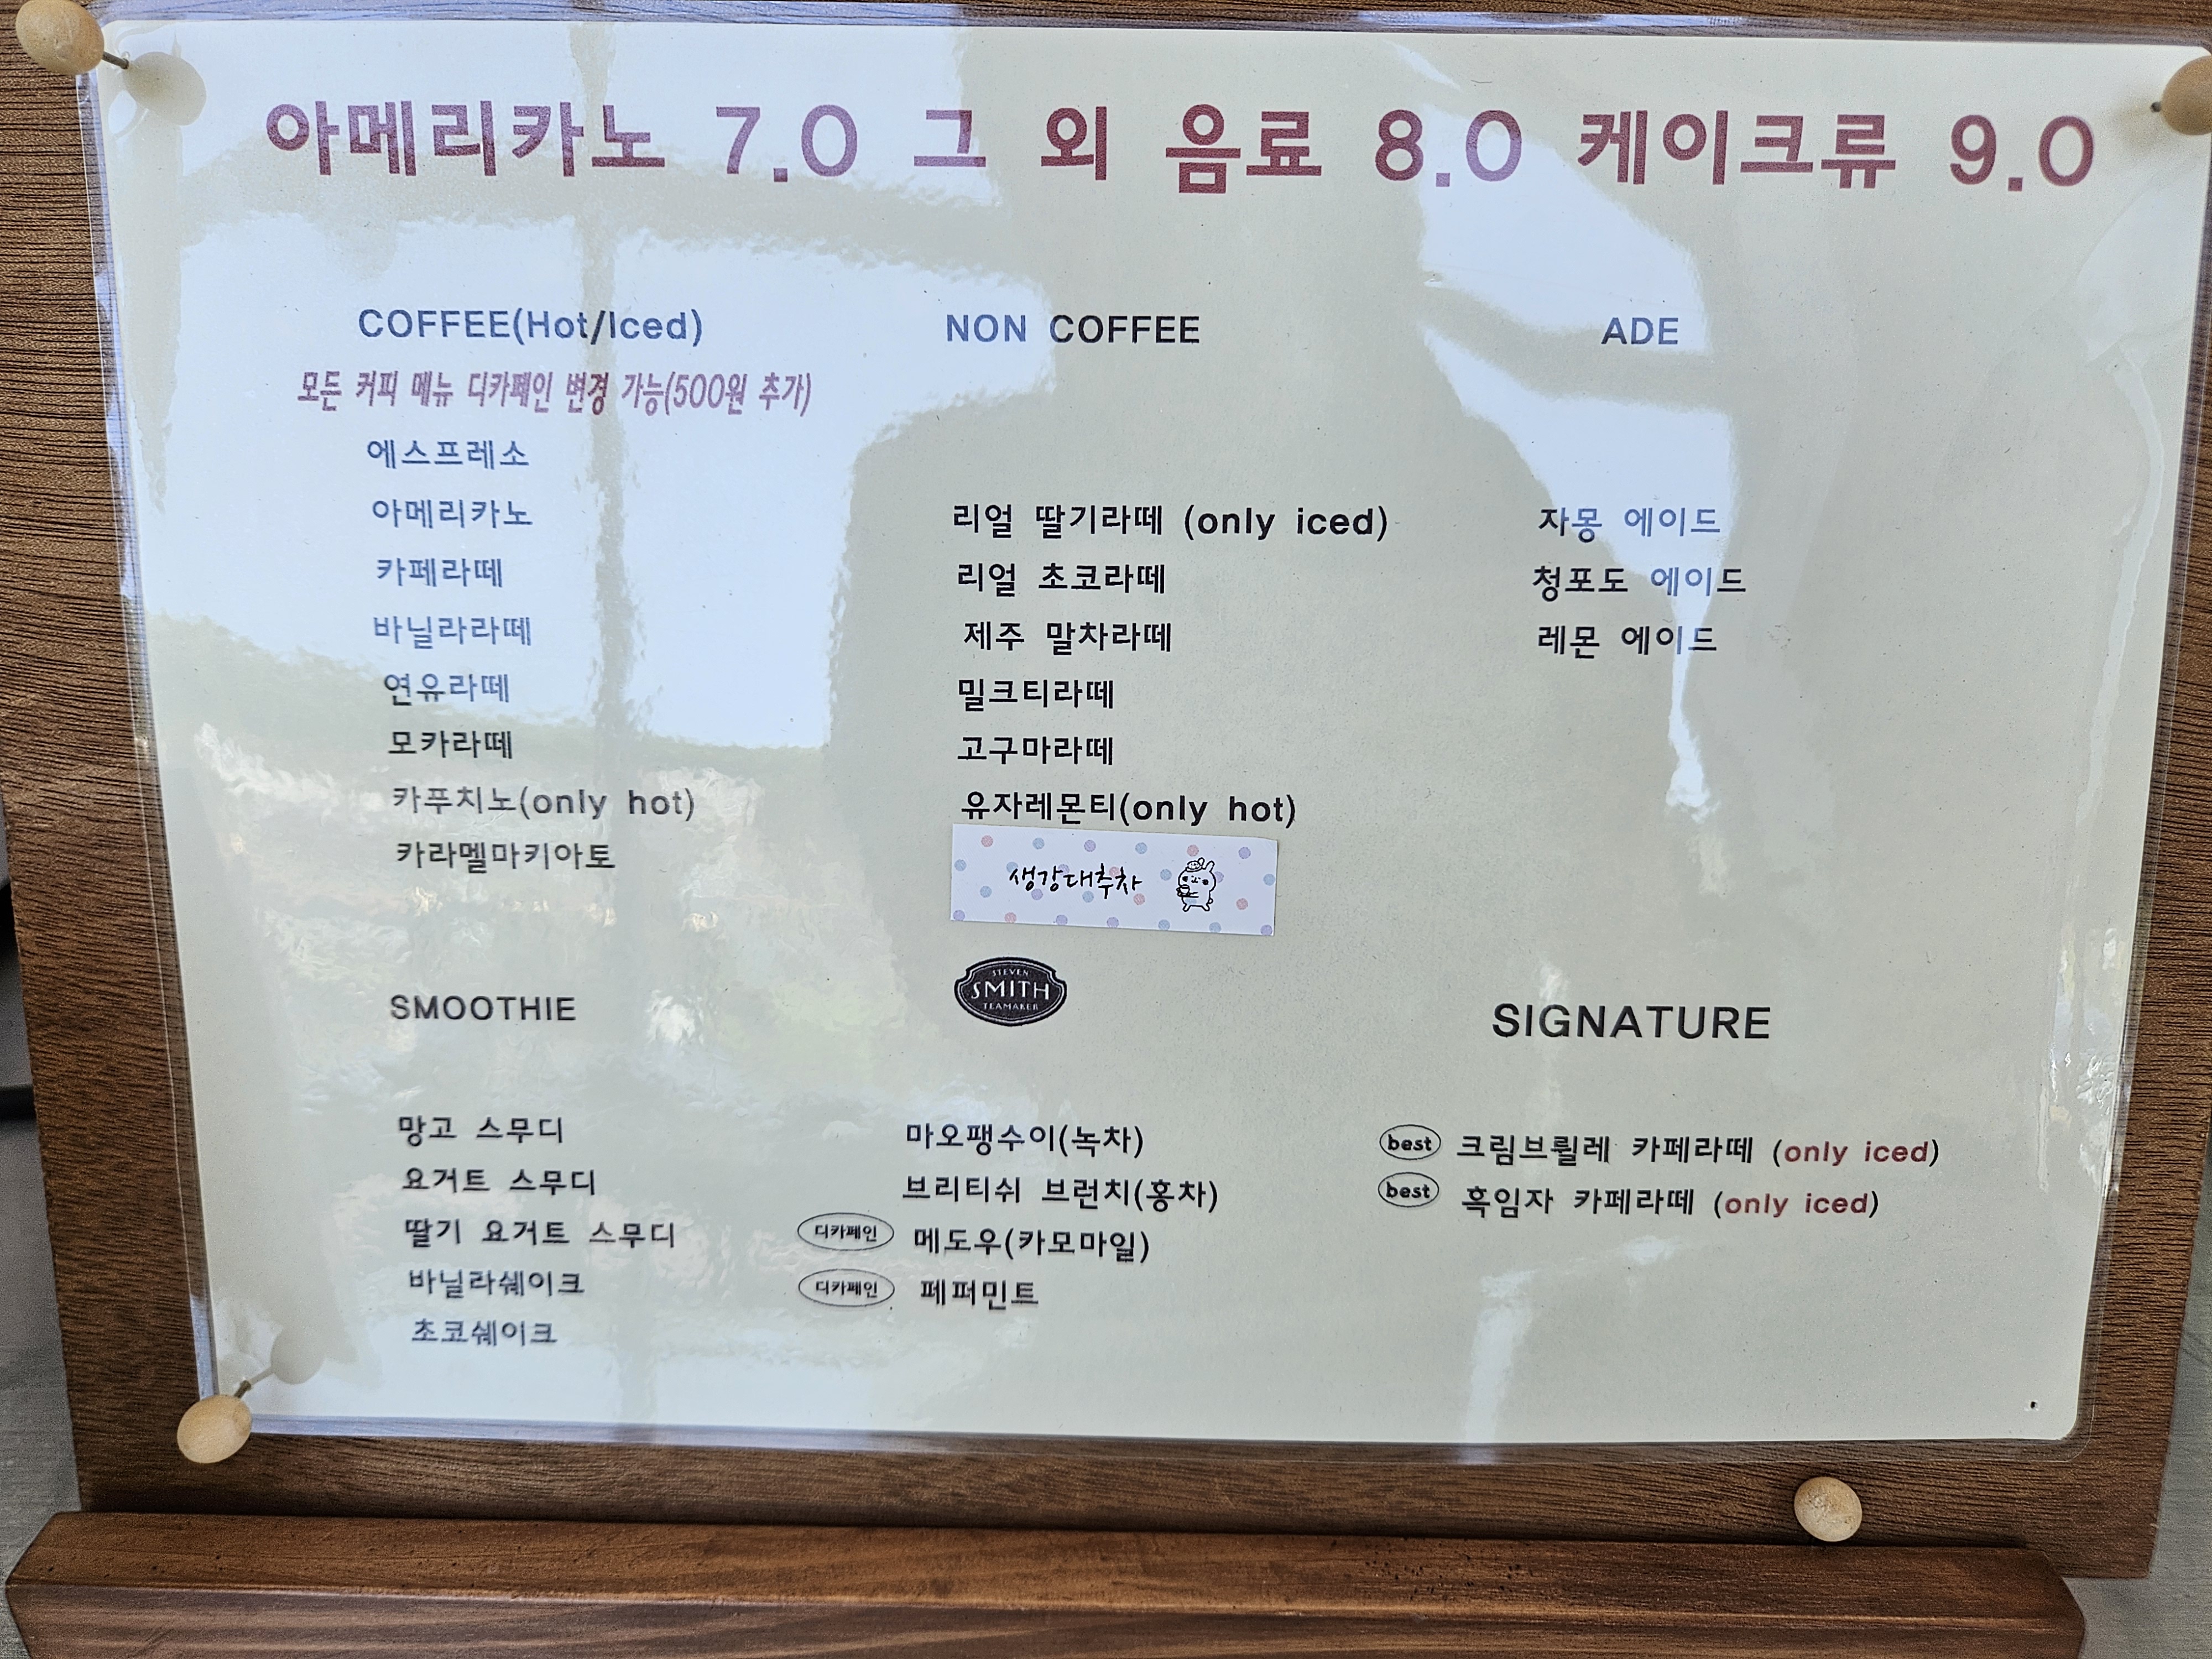 아메리카노 7.0 그 외 음료 8.0 케이크류 9.0
COFFEE(Hot/Iced)
모든 커피 메뉴 디카페인 변경 가능(500원 추가)
에스프레소
아메리카노
카페라떼
바닐라라떼
연유라떼
모카라떼
카푸치노(only hot)
카라멜마키아토
NON COFFEE
리얼 딸기라떼 (only iced)
리얼 초코라떼
제주 말차라떼
밀크티라떼
고구마라떼
유자레몬티(only hot)
생강대추차
ADE
자몽 에이드
청포도 에이드
레몬 에이드
SMOOTHIE
망고 스무디
요거트 스무디
딸기 요거트 스무디
바닐라쉐이크
초코쉐이크
STEVEN
SMITH
TEAMAKER
마오팽수이(녹차)
브리티쉬 브런치(홍차)
디카페인 메도우(카모마일)
디카페인 페퍼민트
SIGNATURE
best 크림브륄레 카페라떼 (only iced)
best 흑임자 카페라떼 (only iced)